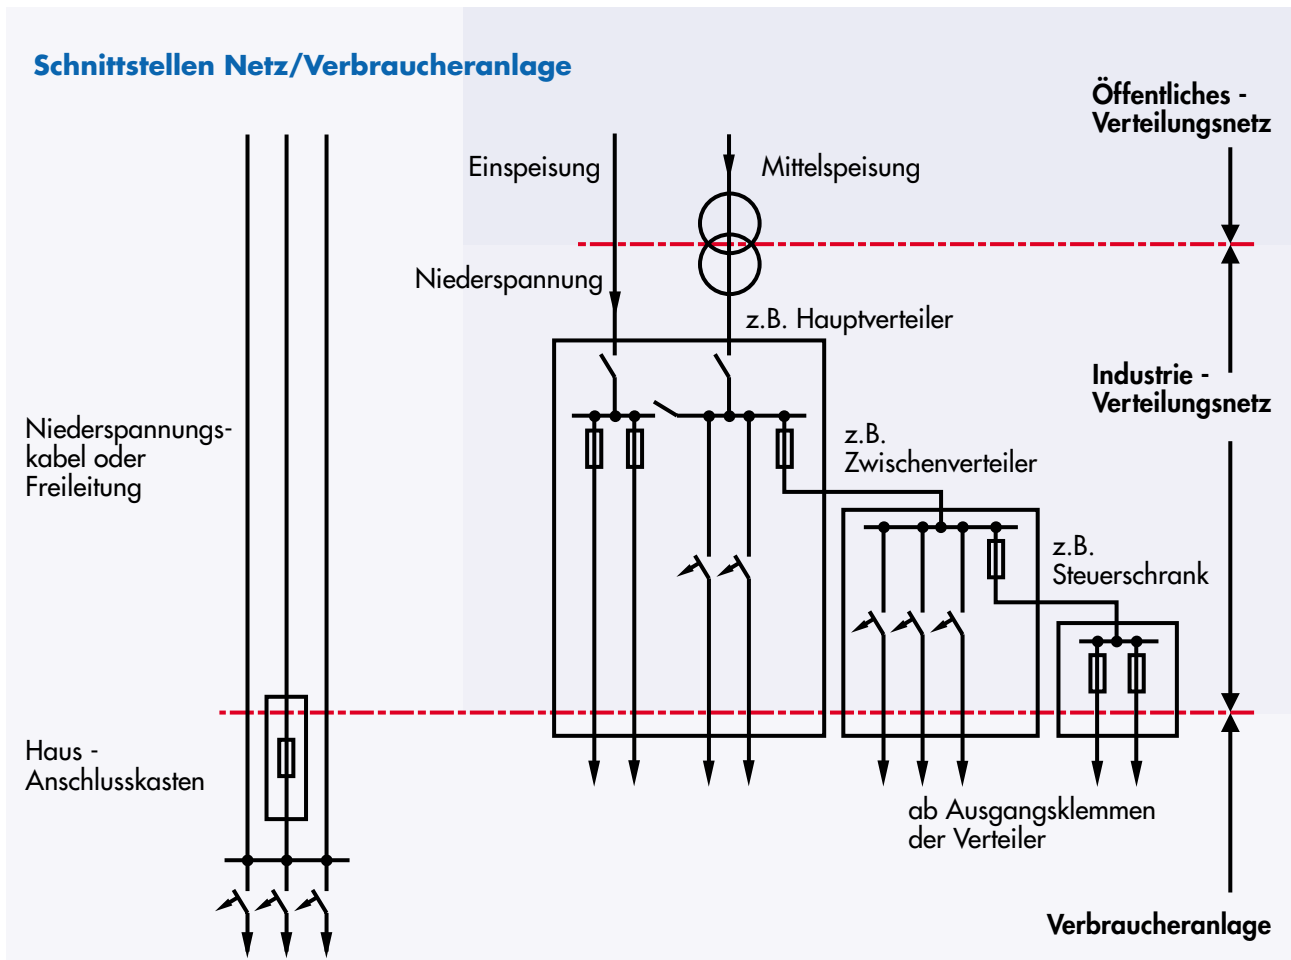 Schnittstellen Netz/Verbraucheranlage
Öffentliches -
Verteilungsnetz
Einspeisung
Mittelspeisung
Niederspannung
z.B. Hauptverteiler
Industrie -
Verteilungsnetz
Niederspannungs-
kabel oder
Freileitung
z.B.
Zwischenverteiler
z.B.
Steuerschrank
Haus -
Anschlusskasten
ab Ausgangsklemmen
der Verteiler
Verbraucheranlage